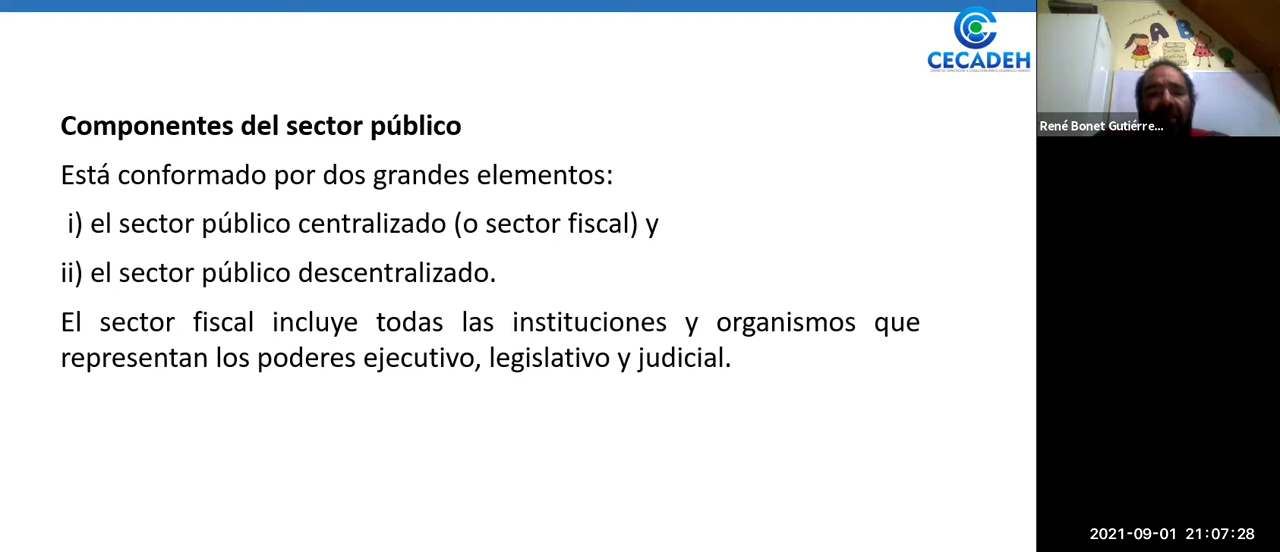 CECADEH
Componentes del sector público
Está conformado por dos grandes elementos:
i) el sector público centralizado (o sector fiscal) y
ii) el sector público descentralizado.
El sector fiscal incluye todas las instituciones y organismos que
representan los poderes ejecutivo, legislativo y judicial.
A B
René Bonet Gutiérre...
2021-09-01 21:07:28